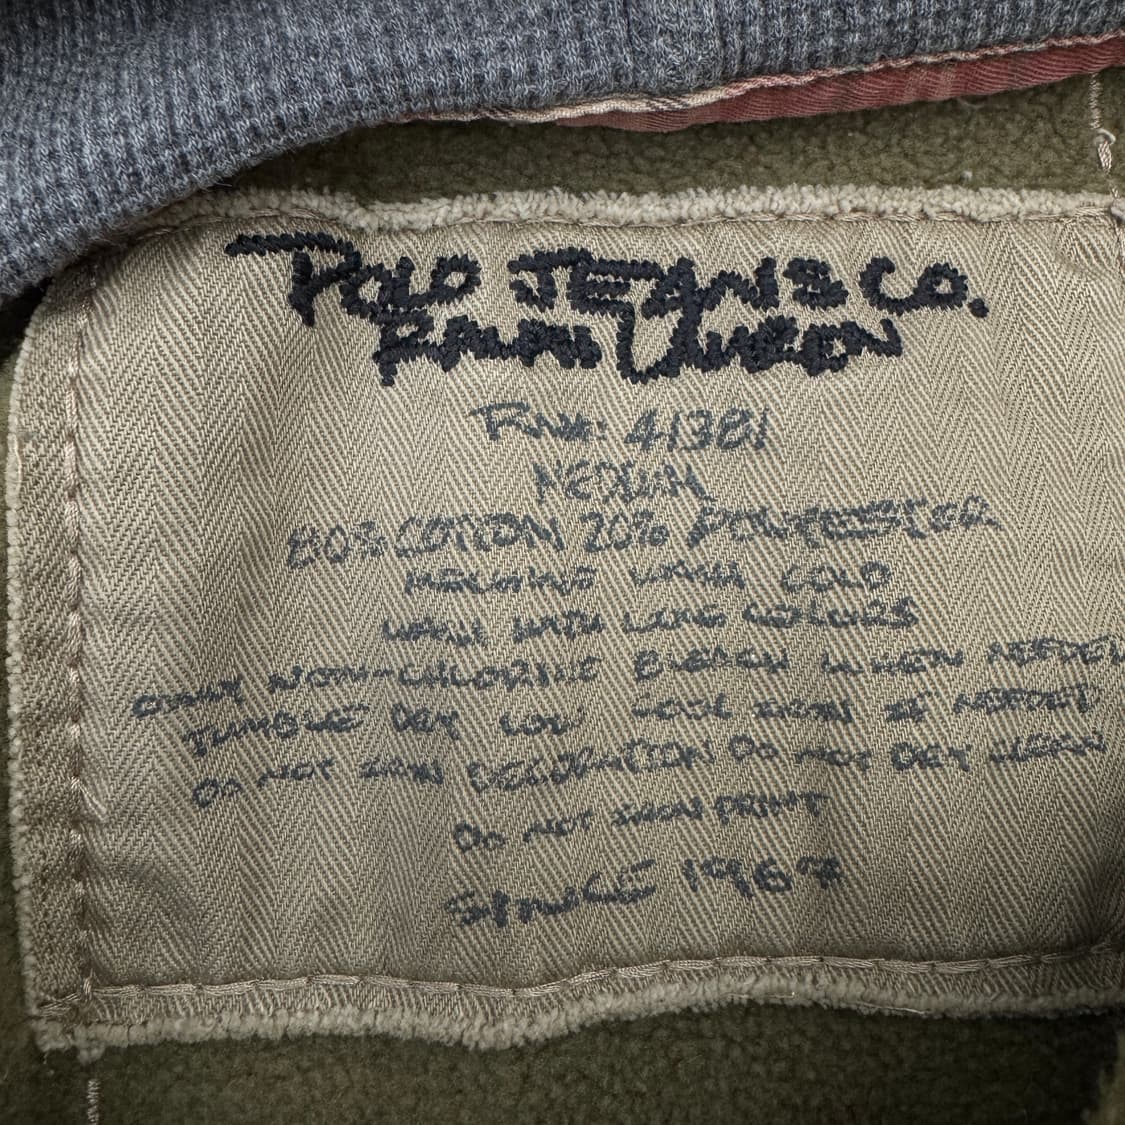 POLO JEANS CO.
RALPH LAUREN
RN#: 41381
MEDIUM
80% COTTON 20% POLYESTER
MACHINE WASH COLD
WASH WITH LIKE COLORS
ONLY NON-CHLORINE BLEACH WHEN NEEDED
TUMBLE DRY LOW COOL IRON IF NEEDED
DO NOT IRON DECORATION DO NOT DRY CLEAN
DO NOT IRON PRINT
SINCE 1967